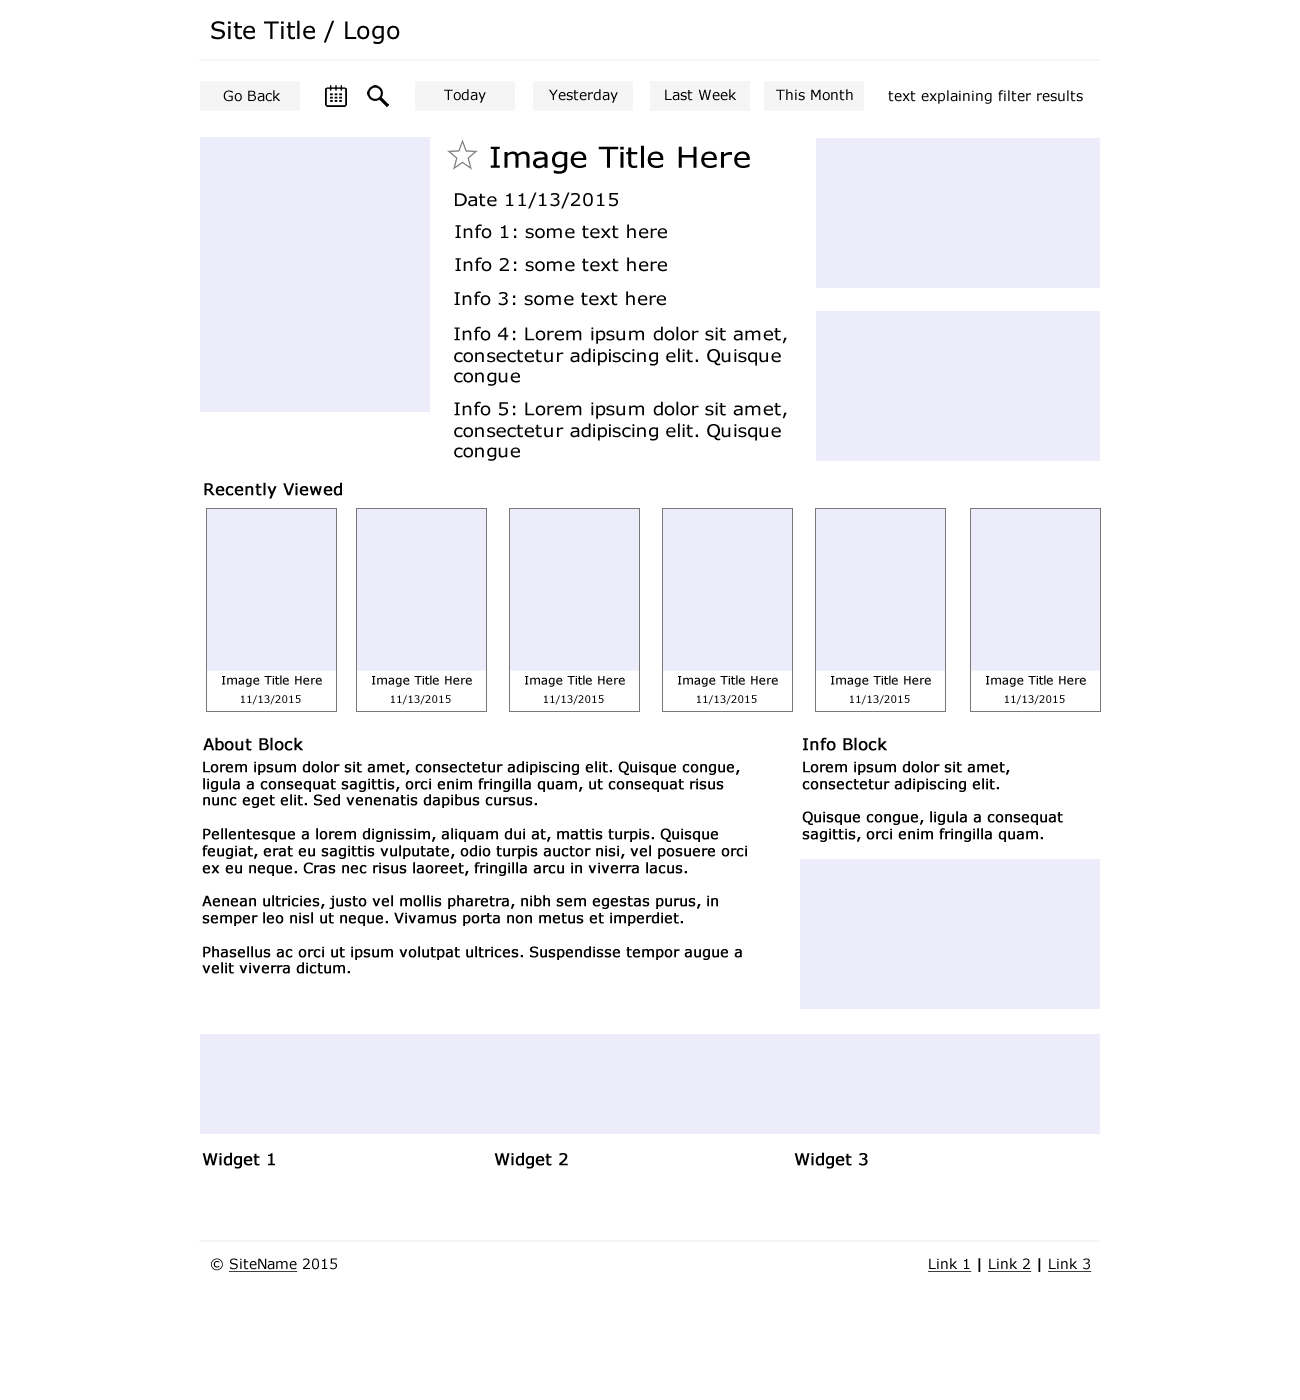 Site Title / Logo
Go Back
Today
Yesterday
Last Week
This Month
text explaining filter results
Image Title Here
Date 11/13/2015
Info 1: some text here
Info 2: some text here
Info 3: some text here
Info 4: Lorem ipsum dolor sit amet,
consectetur adipiscing elit. Quisque
congue
Info 5: Lorem ipsum dolor sit amet,
consectetur adipiscing elit. Quisque
congue
Recently Viewed
Image Title Here
11/13/2015
Image Title Here
11/13/2015
Image Title Here
11/13/2015
Image Title Here
11/13/2015
Image Title Here
11/13/2015
Image Title Here
11/13/2015
About Block
Lorem ipsum dolor sit amet, consectetur adipiscing elit. Quisque congue,
ligula a consequat sagittis, orci enim fringilla quam, ut consequat risus
nunc eget elit. Sed venenatis dapibus cursus.
Pellentesque a lorem dignissim, aliquam dui at, mattis turpis. Quisque
feugiat, erat eu sagittis vulputate, odio turpis auctor nisi, vel posuere orci
ex eu neque. Cras nec risus laoreet, fringilla arcu in viverra lacus.
Aenean ultricies, justo vel mollis pharetra, nibh sem egestas purus, in
semper leo nisl ut neque. Vivamus porta non metus et imperdiet.
Phasellus ac orci ut ipsum volutpat ultrices. Suspendisse tempor augue a
velit viverra dictum.
Info Block
Lorem ipsum dolor sit amet,
consectetur adipiscing elit.
Quisque congue, ligula a consequat
sagittis, orci enim fringilla quam.
Widget 1
Widget 2
Widget 3
© SiteName 2015
Link 1 | Link 2 | Link 3